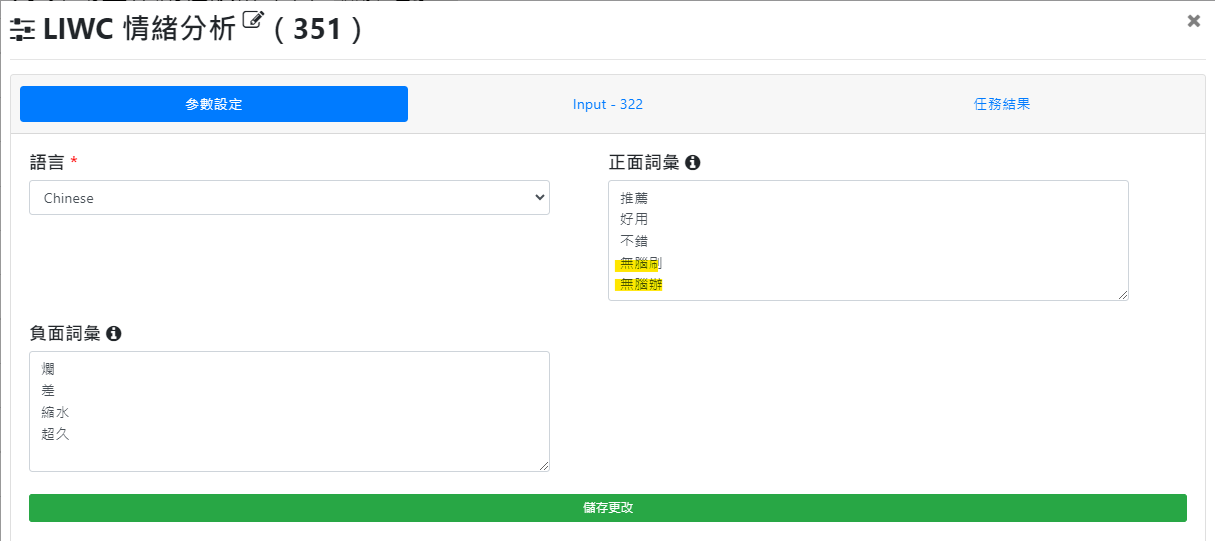 LIWC 情緒分析 ( 351 )
參數設定
Input - 322
任務結果
語言 *
Chinese
正面詞彙
推薦
好用
不錯
無腦刷
無腦辦
負面詞彙
爛
差
縮水
超久
儲存更改